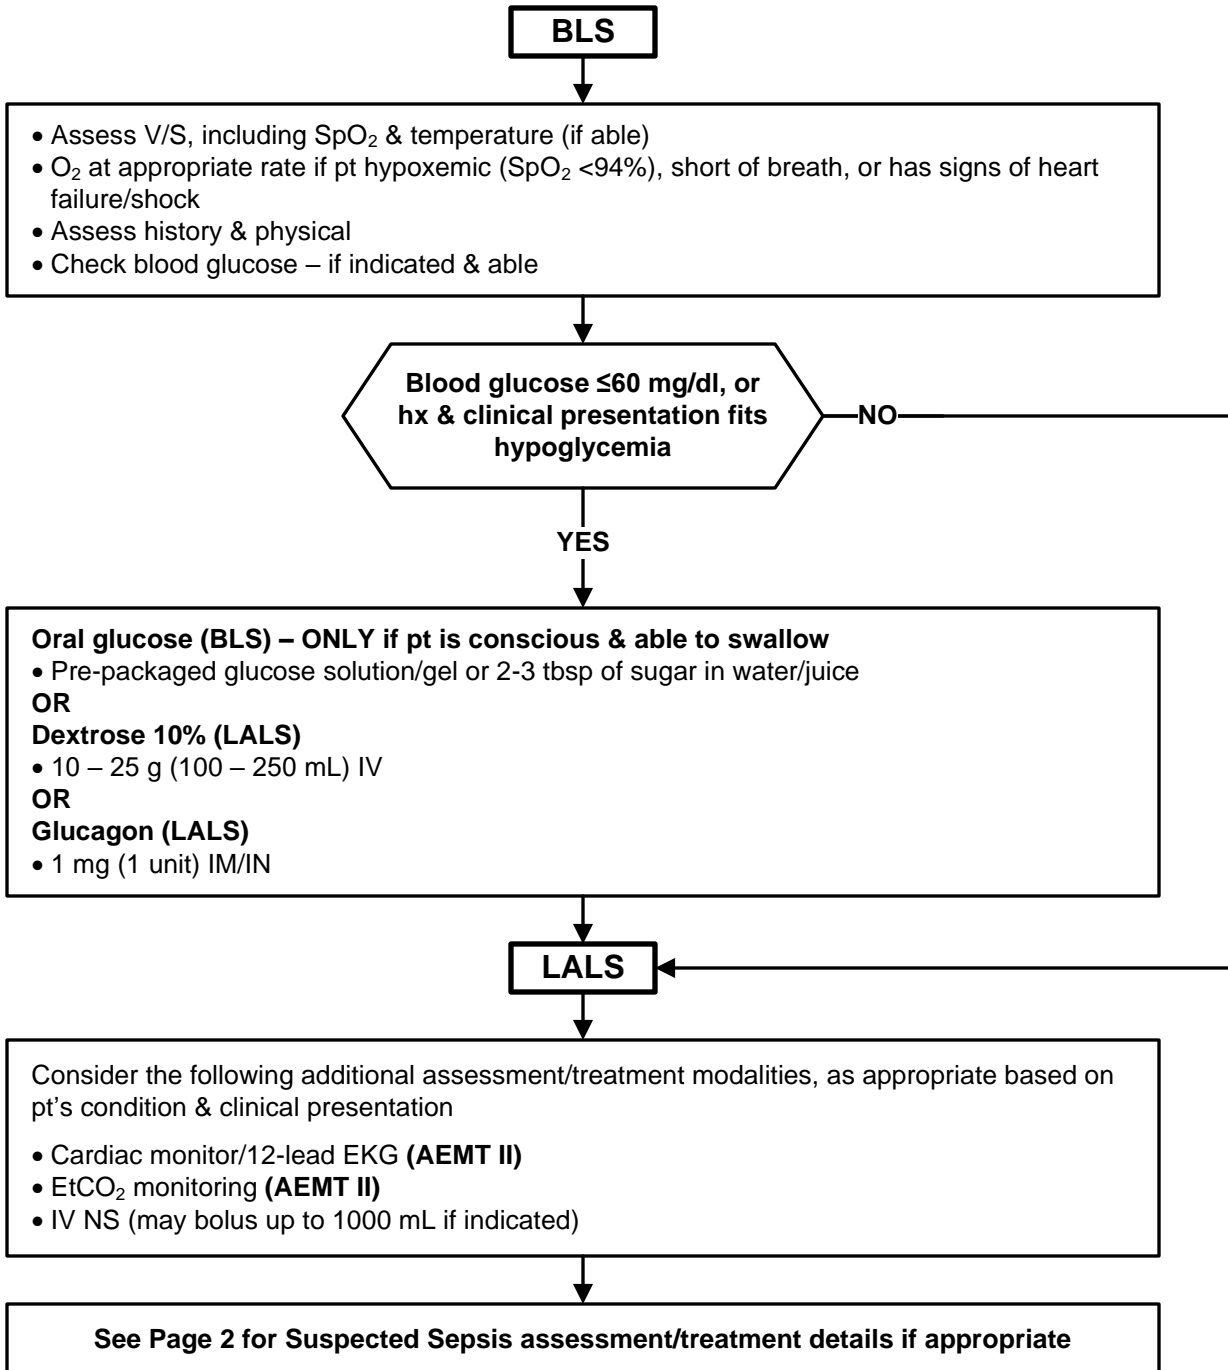 BLS
• Assess V/S, including SpO₂ & temperature (if able)
• O₂ at appropriate rate if pt hypoxemic (SpO₂ <94%), short of breath, or has signs of heart
failure/shock
• Assess history & physical
• Check blood glucose – if indicated & able
Blood glucose ≤60 mg/dl, or
hx & clinical presentation fits
hypoglycemia
NO
YES
Oral glucose (BLS) – ONLY if pt is conscious & able to swallow
• Pre-packaged glucose solution/gel or 2-3 tbsp of sugar in water/juice
OR
Dextrose 10% (LALS)
• 10 – 25 g (100 – 250 mL) IV
OR
Glucagon (LALS)
• 1 mg (1 unit) IM/IN
LALS
Consider the following additional assessment/treatment modalities, as appropriate based on
pt's condition & clinical presentation
• Cardiac monitor/12-lead EKG (AEMT II)
• EtCO₂ monitoring (AEMT II)
• IV NS (may bolus up to 1000 mL if indicated)
See Page 2 for Suspected Sepsis assessment/treatment details if appropriate